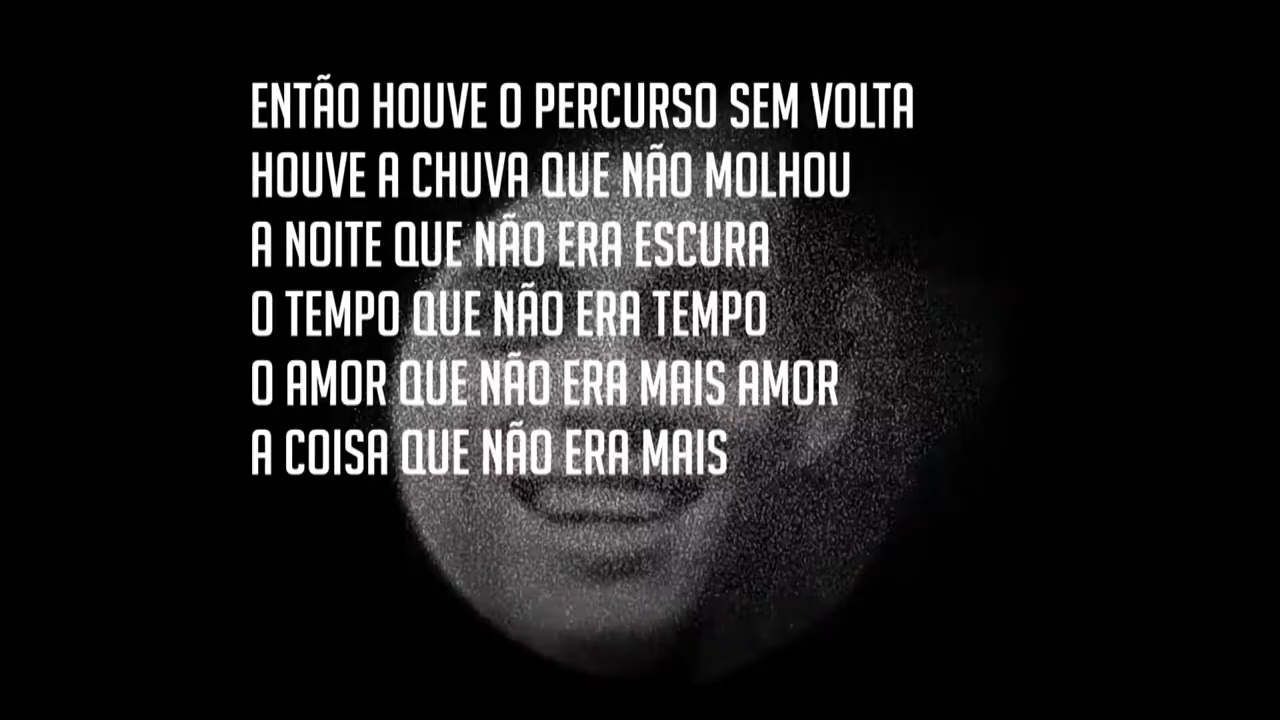 ENTÃO HOUVE O PERCURSO SEM VOLTA
HOUVE A CHUVA QUE NÃO MOLHOU
A NOITE QUE NÃO ERA ESCURA
O TEMPO QUE NÃO ERA TEMPO
O AMOR QUE NÃO ERA MAIS AMOR
A COISA QUE NÃO ERA MAIS